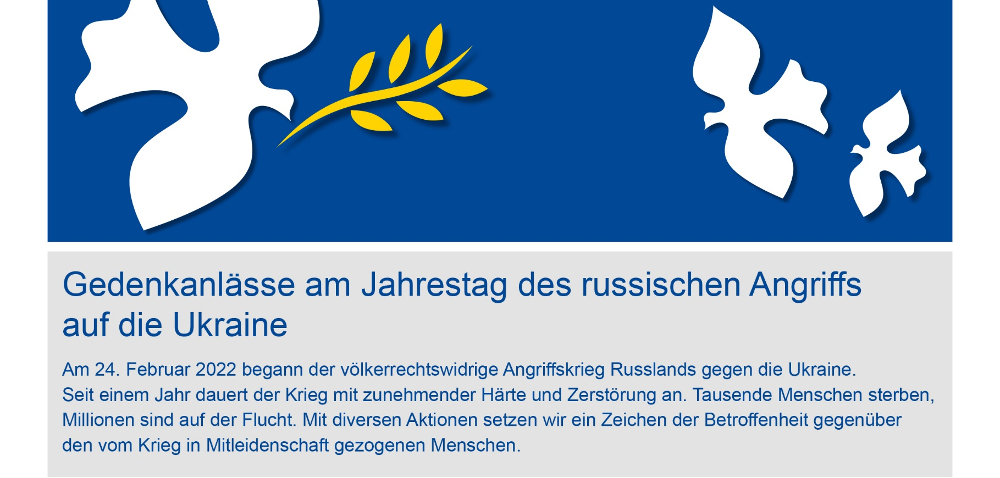 Gedenkanlässe am Jahrestag des russischen Angriffs
auf die Ukraine
Am 24. Februar 2022 begann der völkerrechtswidrige Angriffskrieg Russlands gegen die Ukraine.
Seit einem Jahr dauert der Krieg mit zunehmender Härte und Zerstörung an. Tausende Menschen sterben,
Millionen sind auf der Flucht. Mit diversen Aktionen setzen wir ein Zeichen der Betroffenheit gegenüber
den vom Krieg in Mitleidenschaft gezogenen Menschen.